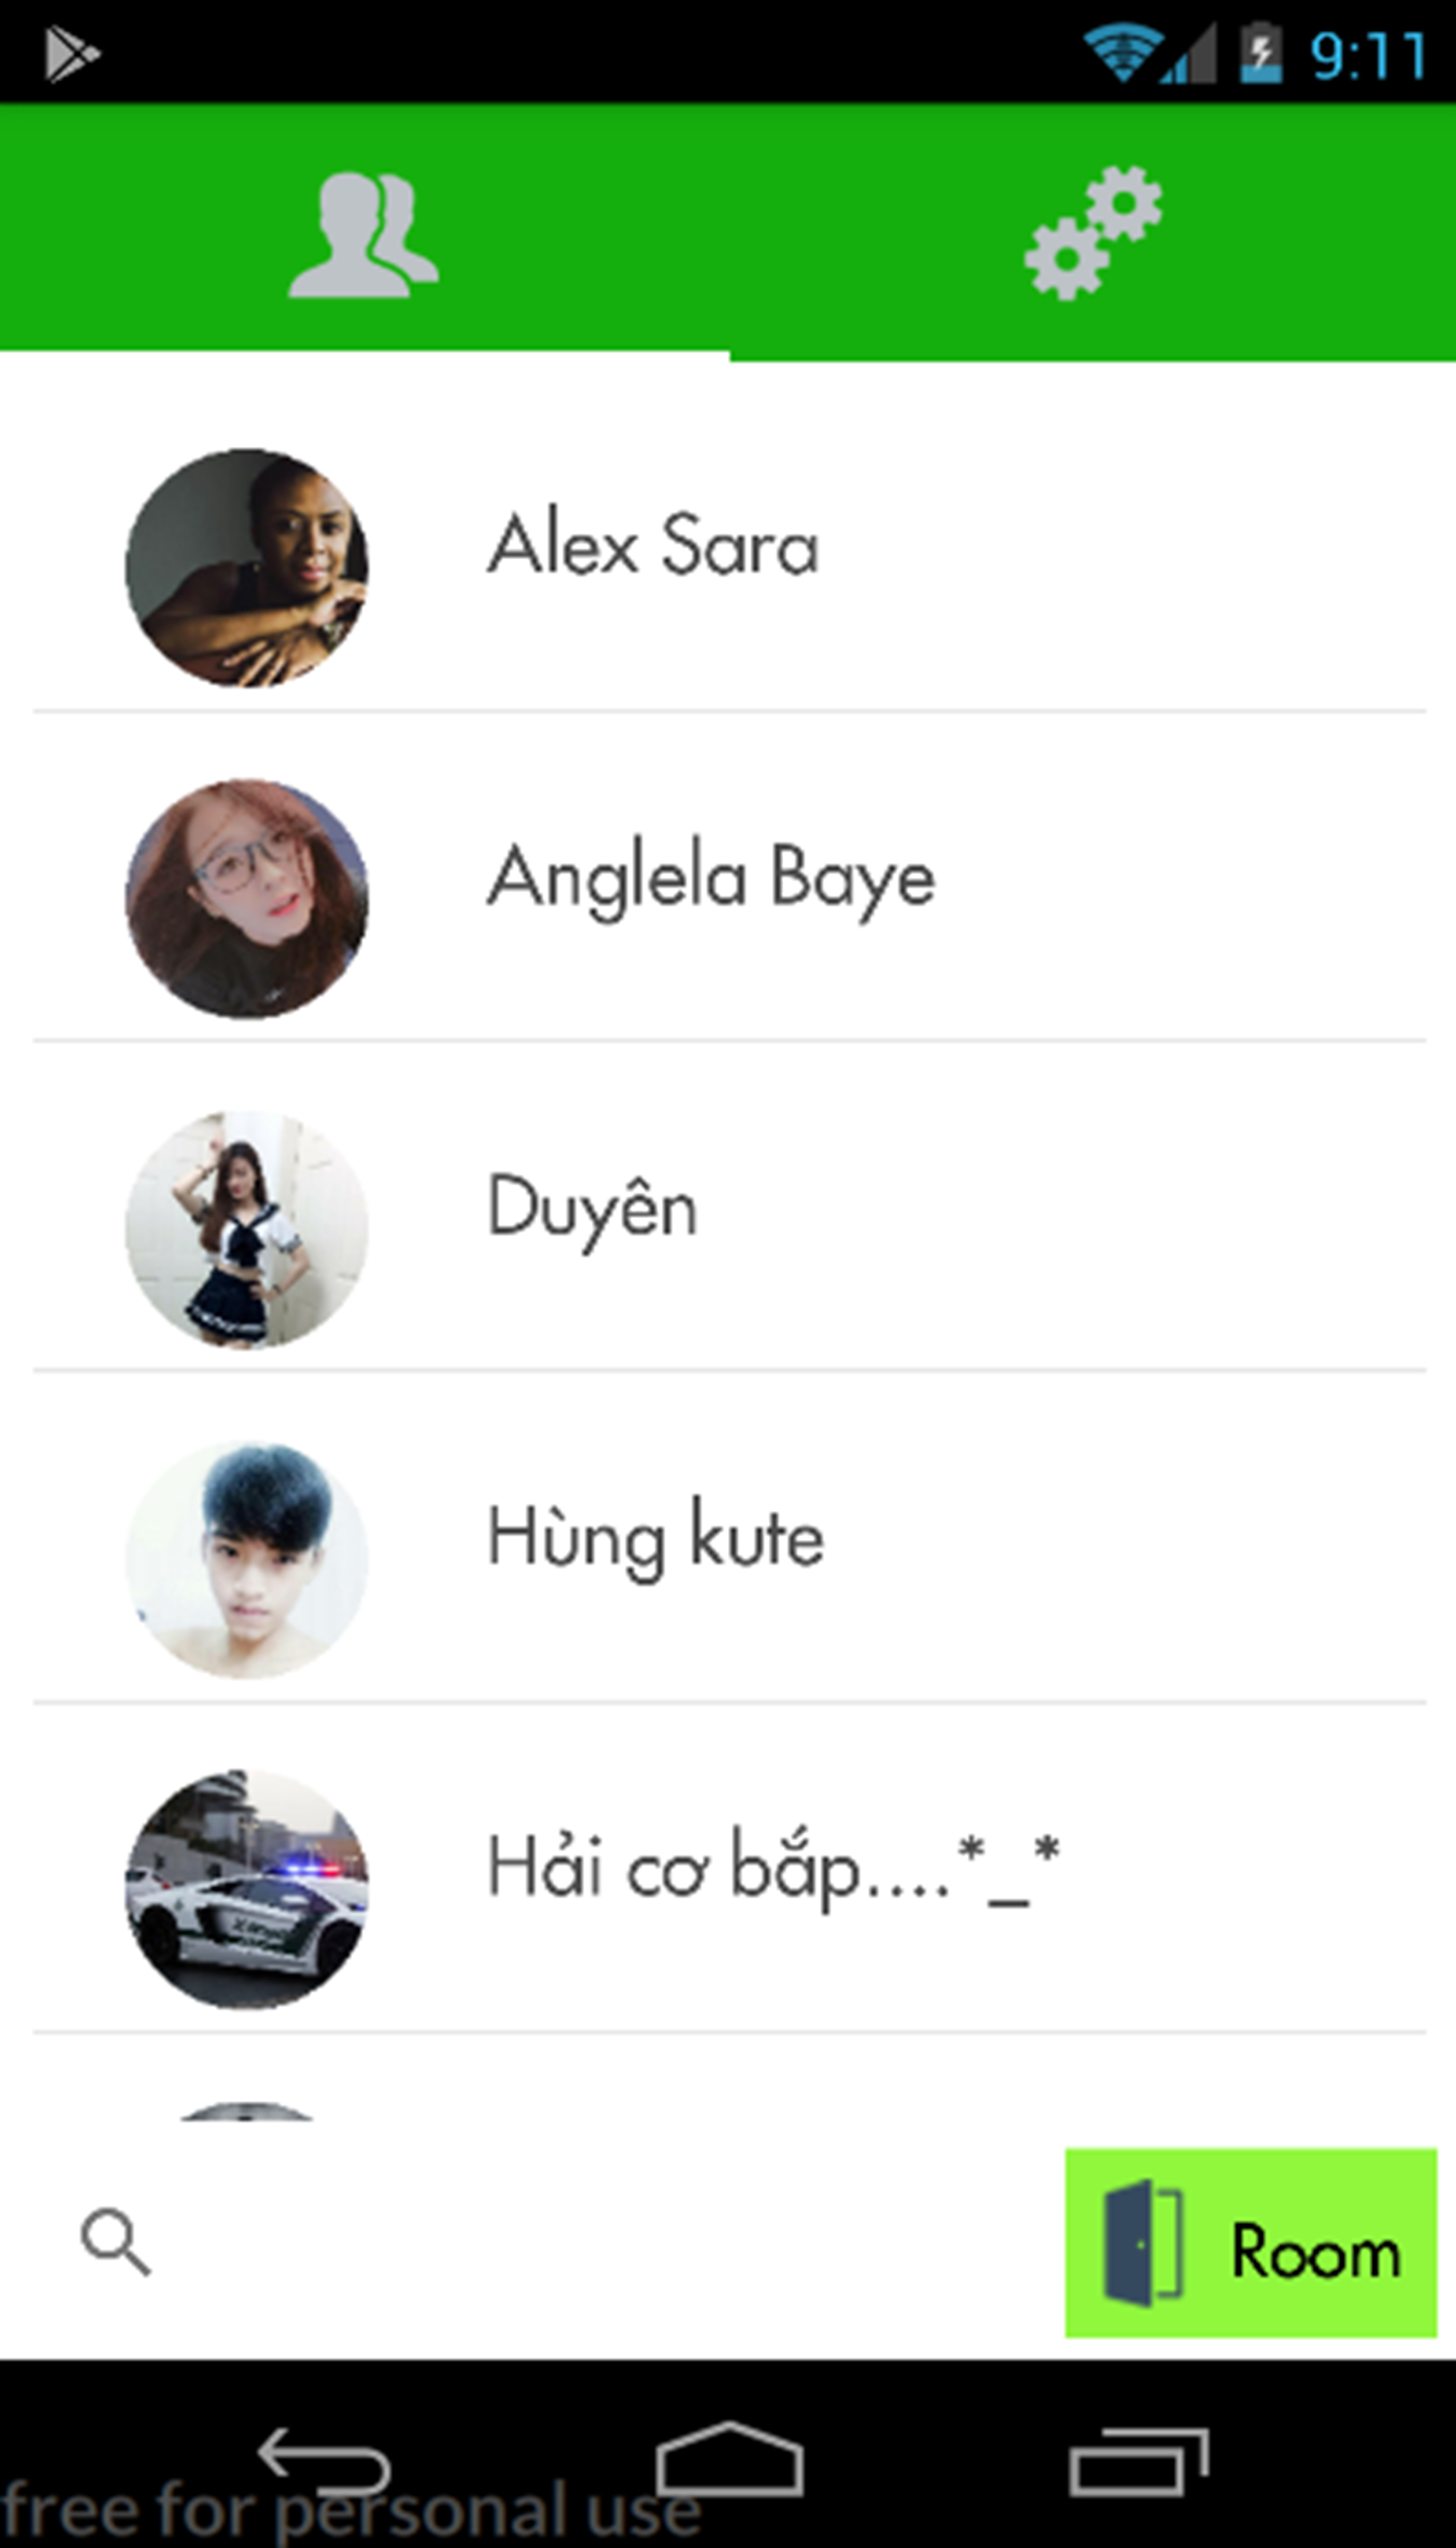 9:11
Alex Sara
Anglela Baye
Duyên
Hùng kute
Hải cơ bắp....*_*
Room
free for personal use